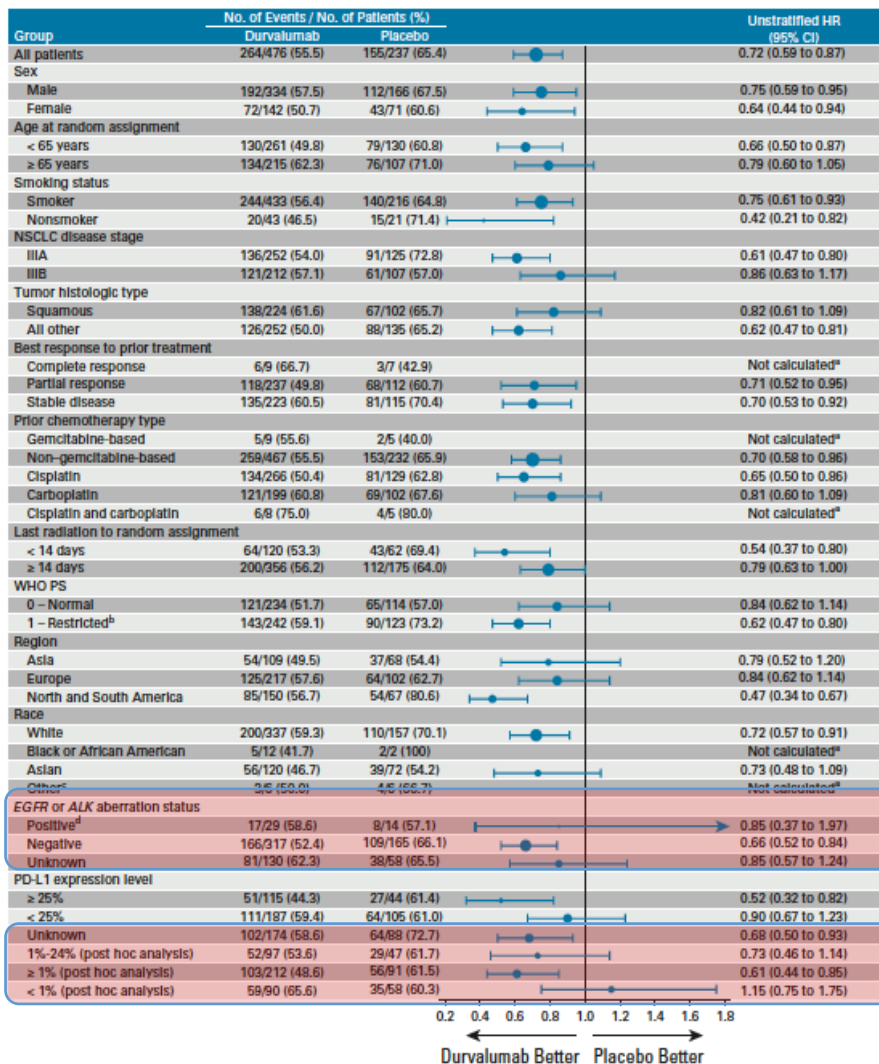 No. of Events / No. of Patients (%)
Unstratified HR
Group Durvalumab Placebo (95% CI)
All patients 264/476 (55.5) 155/237 (65.4) 0.72 (0.59 to 0.87)
Sex
Male 192/334 (57.5) 112/166 (67.5) 0.75 (0.59 to 0.95)
Female 72/142 (50.7) 43/71 (60.6) 0.64 (0.44 to 0.94)
Age at random assignment
< 65 years 130/261 (49.8) 79/130 (60.8) 0.66 (0.50 to 0.87)
≥ 65 years 134/215 (62.3) 76/107 (71.0) 0.79 (0.60 to 1.05)
Smoking status
Smoker 244/433 (56.4) 140/216 (64.8) 0.75 (0.61 to 0.93)
Nonsmoker 20/43 (46.5) 15/21 (71.4) 0.42 (0.21 to 0.82)
NSCLC disease stage
IIIA 136/252 (54.0) 91/125 (72.8) 0.61 (0.47 to 0.80)
IIIB 121/212 (57.1) 61/107 (57.0) 0.86 (0.63 to 1.17)
Tumor histologic type
Squamous 138/224 (61.6) 67/102 (65.7) 0.82 (0.61 to 1.09)
All other 126/252 (50.0) 88/135 (65.2) 0.62 (0.47 to 0.81)
Best response to prior treatment
Complete response 6/9 (66.7) 3/7 (42.9) Not calculatedᵃ
Partial response 118/237 (49.8) 68/112 (60.7) 0.71 (0.52 to 0.95)
Stable disease 135/223 (60.5) 81/115 (70.4) 0.70 (0.53 to 0.92)
Prior chemotherapy type
Gemcitabine-based 5/9 (55.6) 2/5 (40.0) Not calculatedᵃ
Non–gemcitabine-based 259/467 (55.5) 153/232 (65.9) 0.70 (0.58 to 0.86)
Cisplatin 134/266 (50.4) 81/129 (62.8) 0.65 (0.50 to 0.86)
Carboplatin 121/199 (60.8) 69/102 (67.6) 0.81 (0.60 to 1.09)
Cisplatin and carboplatin 6/8 (75.0) 4/5 (80.0) Not calculatedᵃ
Last radiation to random assignment
< 14 days 64/120 (53.3) 43/62 (69.4) 0.54 (0.37 to 0.80)
≥ 14 days 200/356 (56.2) 112/175 (64.0) 0.79 (0.63 to 1.00)
WHO PS
0 – Normal 121/234 (51.7) 65/114 (57.0) 0.84 (0.62 to 1.14)
1 – Restrictedᵇ 143/242 (59.1) 90/123 (73.2) 0.62 (0.47 to 0.80)
Region
Asia 54/109 (49.5) 37/68 (54.4) 0.79 (0.52 to 1.20)
Europe 125/217 (57.6) 64/102 (62.7) 0.84 (0.62 to 1.14)
North and South America 85/150 (56.7) 54/67 (80.6) 0.47 (0.34 to 0.67)
Race
White 200/337 (59.3) 110/157 (70.1) 0.72 (0.57 to 0.91)
Black or African American 5/12 (41.7) 2/2 (100) Not calculatedᵃ
Asian 56/120 (46.7) 39/72 (54.2) 0.73 (0.48 to 1.09)
Otherᶜ 3/6 (50.0) 4/6 (66.7) Not calculatedᵃ
EGFR or ALK aberration status
Positiveᵈ 17/29 (58.6) 8/14 (57.1) 0.85 (0.37 to 1.97)
Negative 166/317 (52.4) 109/165 (66.1) 0.66 (0.52 to 0.84)
Unknown 81/130 (62.3) 38/58 (65.5) 0.85 (0.57 to 1.24)
PD-L1 expression level
≥ 25% 51/115 (44.3) 27/44 (61.4) 0.52 (0.32 to 0.82)
< 25% 111/187 (59.4) 64/105 (61.0) 0.90 (0.67 to 1.23)
Unknown 102/174 (58.6) 64/88 (72.7) 0.68 (0.50 to 0.93)
1%-24% (post hoc analysis) 52/97 (53.6) 29/47 (61.7) 0.73 (0.46 to 1.14)
≥ 1% (post hoc analysis) 103/212 (48.6) 56/91 (61.5) 0.61 (0.44 to 0.85)
< 1% (post hoc analysis) 59/90 (65.6) 35/58 (60.3) 1.15 (0.75 to 1.75)
0.2 0.4 0.6 0.8 1.0 1.2 1.4 1.6 1.8
Durvalumab Better Placebo Better